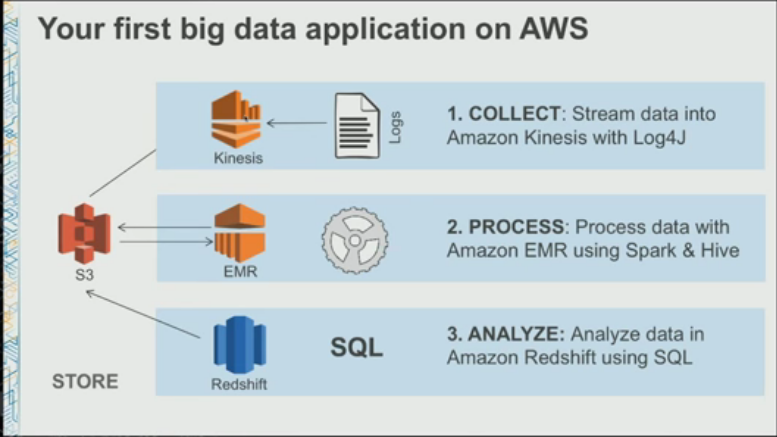 Your first big data application on AWS
Kinesis
Logs
1. COLLECT: Stream data into
Amazon Kinesis with Log4J
S3
EMR
2. PROCESS: Process data with
Amazon EMR using Spark & Hive
STORE
Redshift
SQL
3. ANALYZE: Analyze data in
Amazon Redshift using SQL